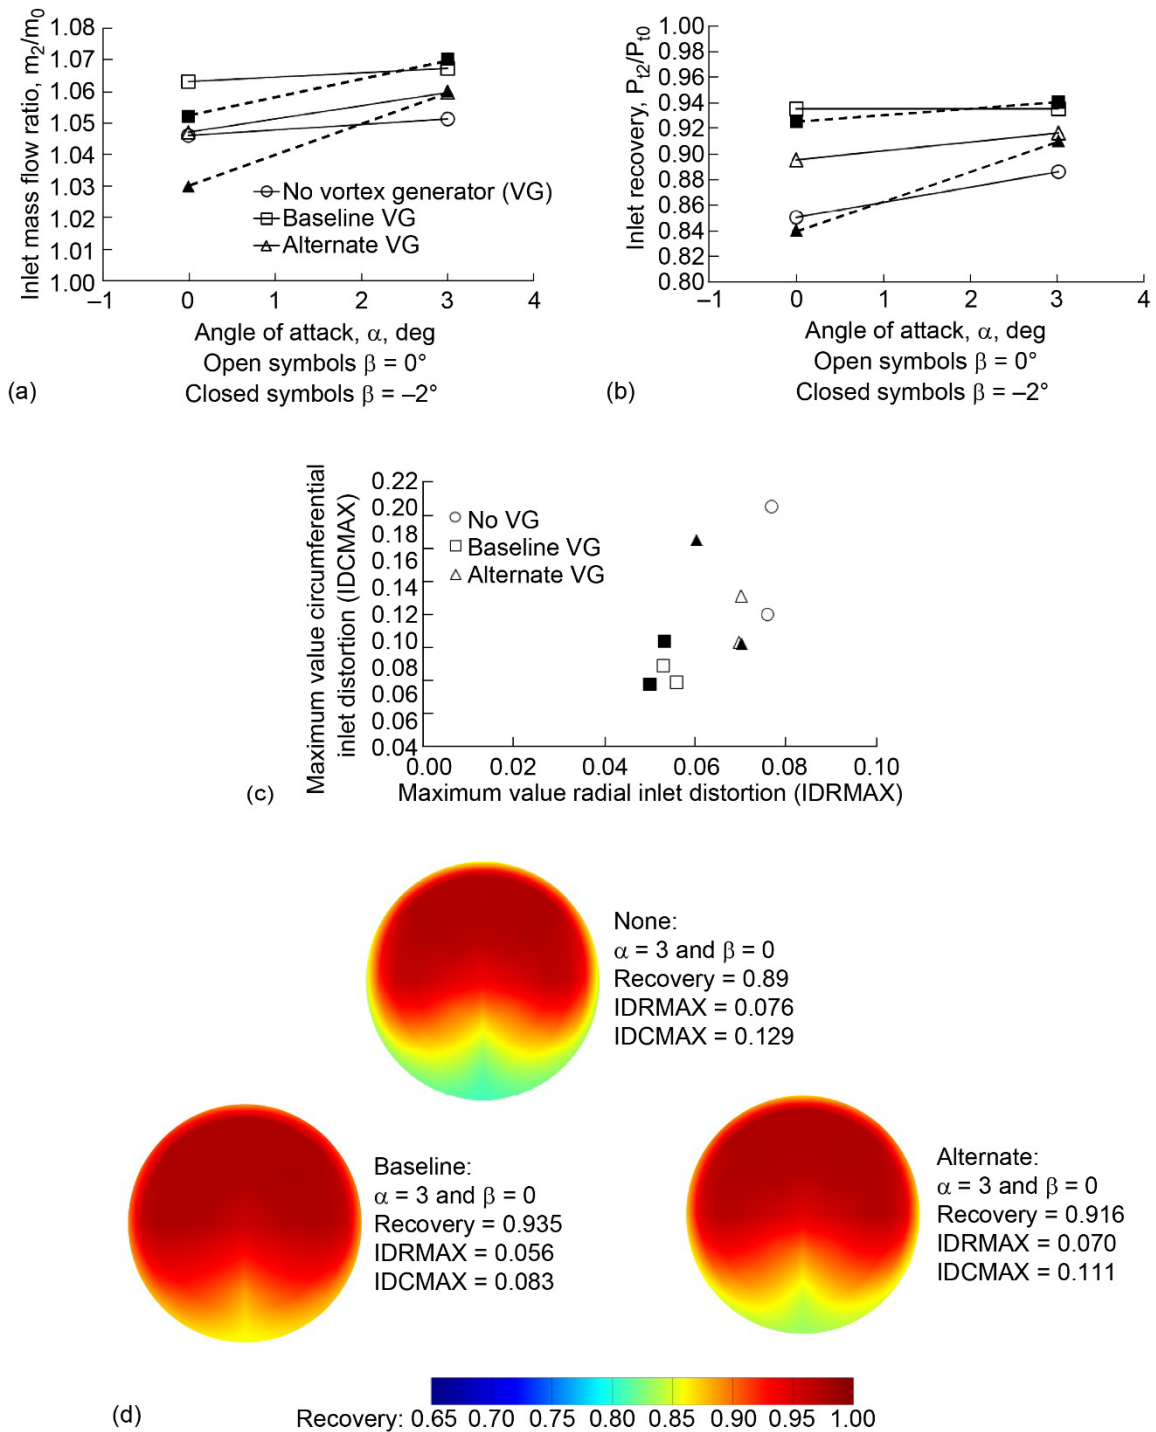 Inlet mass flow ratio, m2/m0
1.08
1.07
1.06
1.05
1.04
1.03
1.02
1.01
1.00
–1
0
1
2
3
4
No vortex generator (VG)
Baseline VG
Alternate VG
Angle of attack, α, deg
Open symbols β = 0°
Closed symbols β = –2°
(a)
Inlet recovery, Pt2/Pt0
1.00
0.98
0.96
0.94
0.92
0.90
0.88
0.86
0.84
0.82
0.80
–1
0
1
2
3
4
Angle of attack, α, deg
Open symbols β = 0°
Closed symbols β = –2°
(b)
Maximum value circumferential
inlet distortion (IDCMAX)
0.22
0.20
0.18
0.16
0.14
0.12
0.10
0.08
0.06
0.06
0.04
No VG
Baseline VG
Alternate VG
0.00
0.02
0.04
0.06
0.08
0.10
Maximum value radial inlet distortion (IDRMAX)
(c)
None:
α = 3 and β = 0
Recovery = 0.89
IDRMAX = 0.076
IDCMAX = 0.129
Baseline:
α = 3 and β = 0
Recovery = 0.935
IDRMAX = 0.056
IDCMAX = 0.083
Alternate:
α = 3 and β = 0
Recovery = 0.916
IDRMAX = 0.070
IDCMAX = 0.111
(d)
Recovery: 0.65 0.70 0.75 0.80 0.85 0.90 0.95 1.00